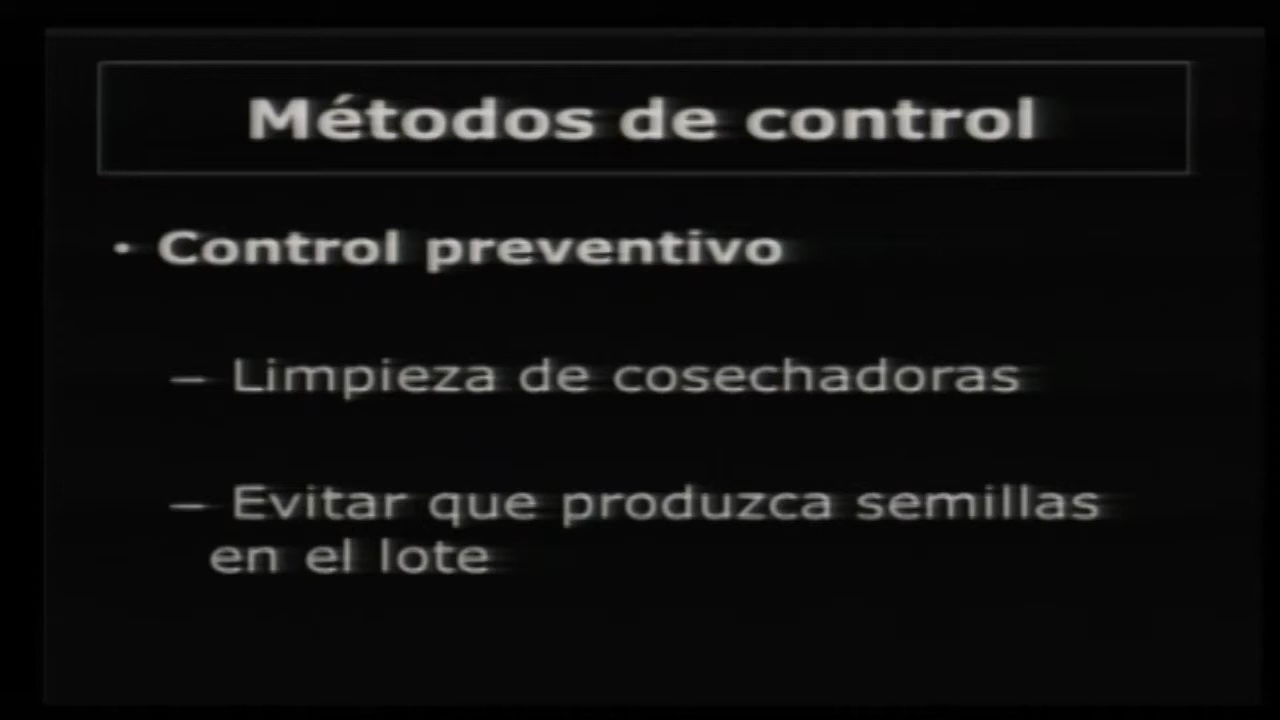 Métodos de control
• Control preventivo
– Limpieza de cosechadoras
– Evitar que produzca semillas
en el lote